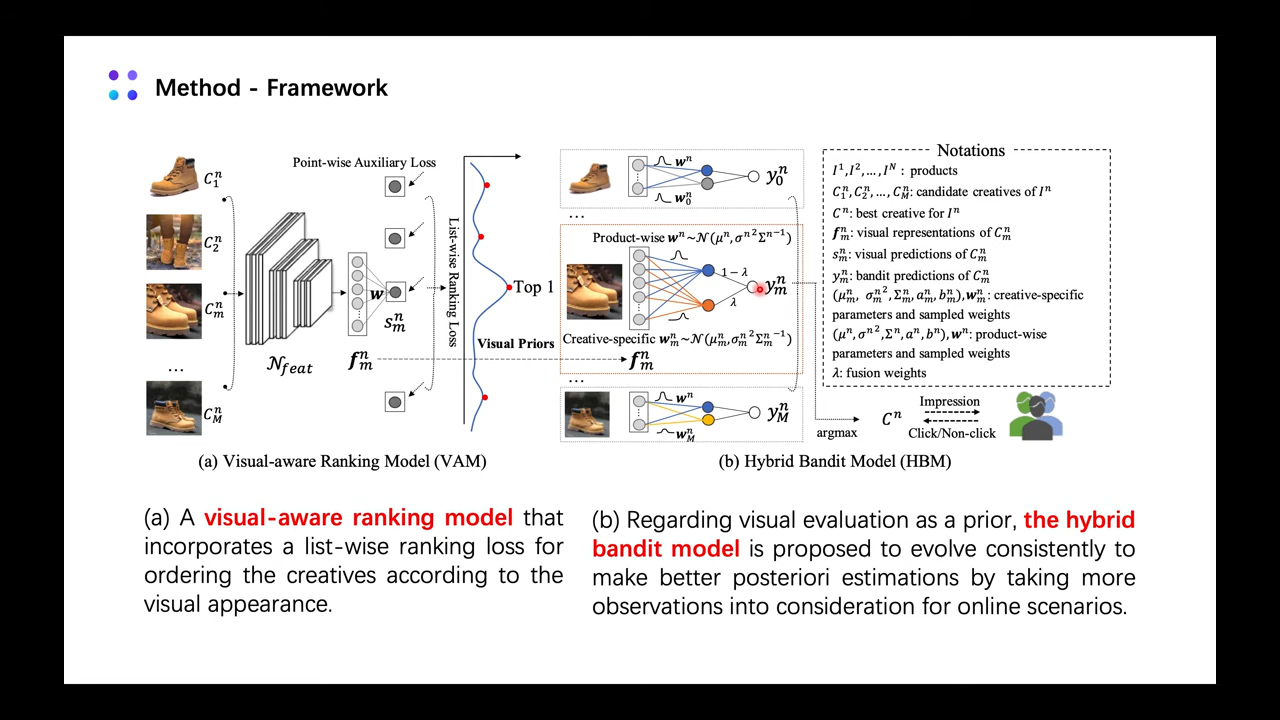 Method - Framework
Point-wise Auxiliary Loss
C₁ⁿ
C₂ⁿ
Cₘⁿ
...
C_Mⁿ
𝒩_feat
w
sₘⁿ
fₘⁿ
List-wise Ranking Loss
Top 1
Visual Priors
(a) Visual-aware Ranking Model (VAM)
wⁿ
w₀ⁿ
y₀ⁿ
...
Product-wise wⁿ~𝒩(μⁿ, σⁿ²Σⁿ⁻¹)
1 − λ
λ
yₘⁿ
Creative-specific wₘⁿ~𝒩(μₘⁿ, σₘⁿ²Σₘⁿ⁻¹)
fₘⁿ
...
wⁿ
w_Mⁿ
y_Mⁿ
argmax
Cⁿ
Impression
Click/Non-click
(b) Hybrid Bandit Model (HBM)
Notations
I¹, I², ..., Iᴺ : products
C₁ⁿ, C₂ⁿ, ..., C_Mⁿ: candidate creatives of Iⁿ
Cⁿ: best creative for Iⁿ
fₘⁿ: visual representations of Cₘⁿ
sₘⁿ: visual predictions of Cₘⁿ
yₘⁿ: bandit predictions of Cₘⁿ
(μₘⁿ, σₘⁿ², Σₘⁿ, aₘⁿ, bₘⁿ), wₘⁿ: creative-specific
parameters and sampled weights
(μⁿ, σⁿ², Σⁿ, aⁿ, bⁿ), wⁿ: product-wise
parameters and sampled weights
λ: fusion weights
(a) A visual-aware ranking model that
incorporates a list-wise ranking loss for
ordering the creatives according to the
visual appearance.
(b) Regarding visual evaluation as a prior, the hybrid
bandit model is proposed to evolve consistently to
make better posteriori estimations by taking more
observations into consideration for online scenarios.